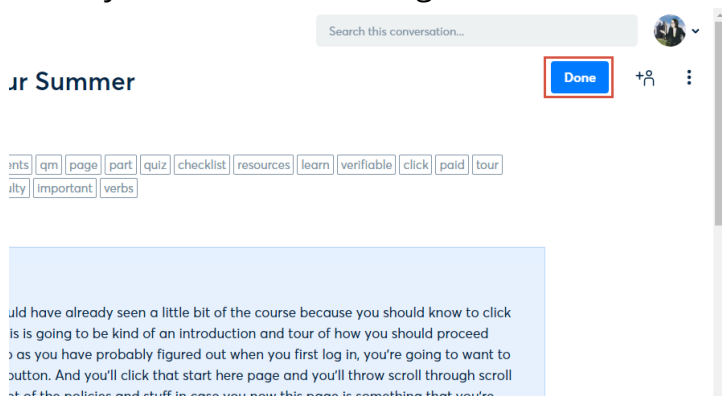 Search this conversation...
ur Summer
Done
ents qm page part quiz checklist resources learn verifiable click paid tour
ulty important verbs
uld have already seen a little bit of the course because you should know to click
is is going to be kind of an introduction and tour of how you should proceed
as you have probably figured out when you first log in, you're going to want to
button. And you'll click that start here page and you'll throw scroll through scroll
of the policies and stuff in case you now this page is something that you're